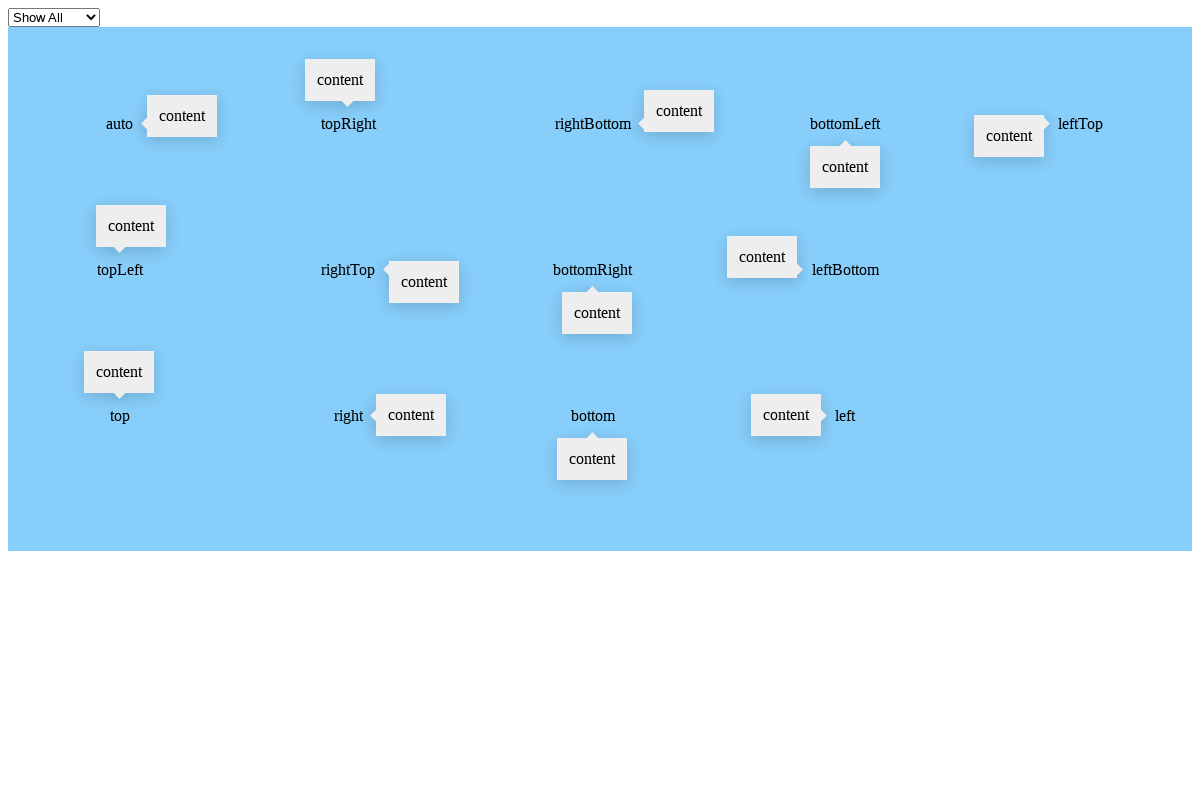 Show All
content
auto
content
topRight
rightBottom
content
bottomLeft
content
content
leftTop
content
topLeft
rightTop
content
bottomRight
content
content
leftBottom
content
top
right
content
bottom
content
content
left